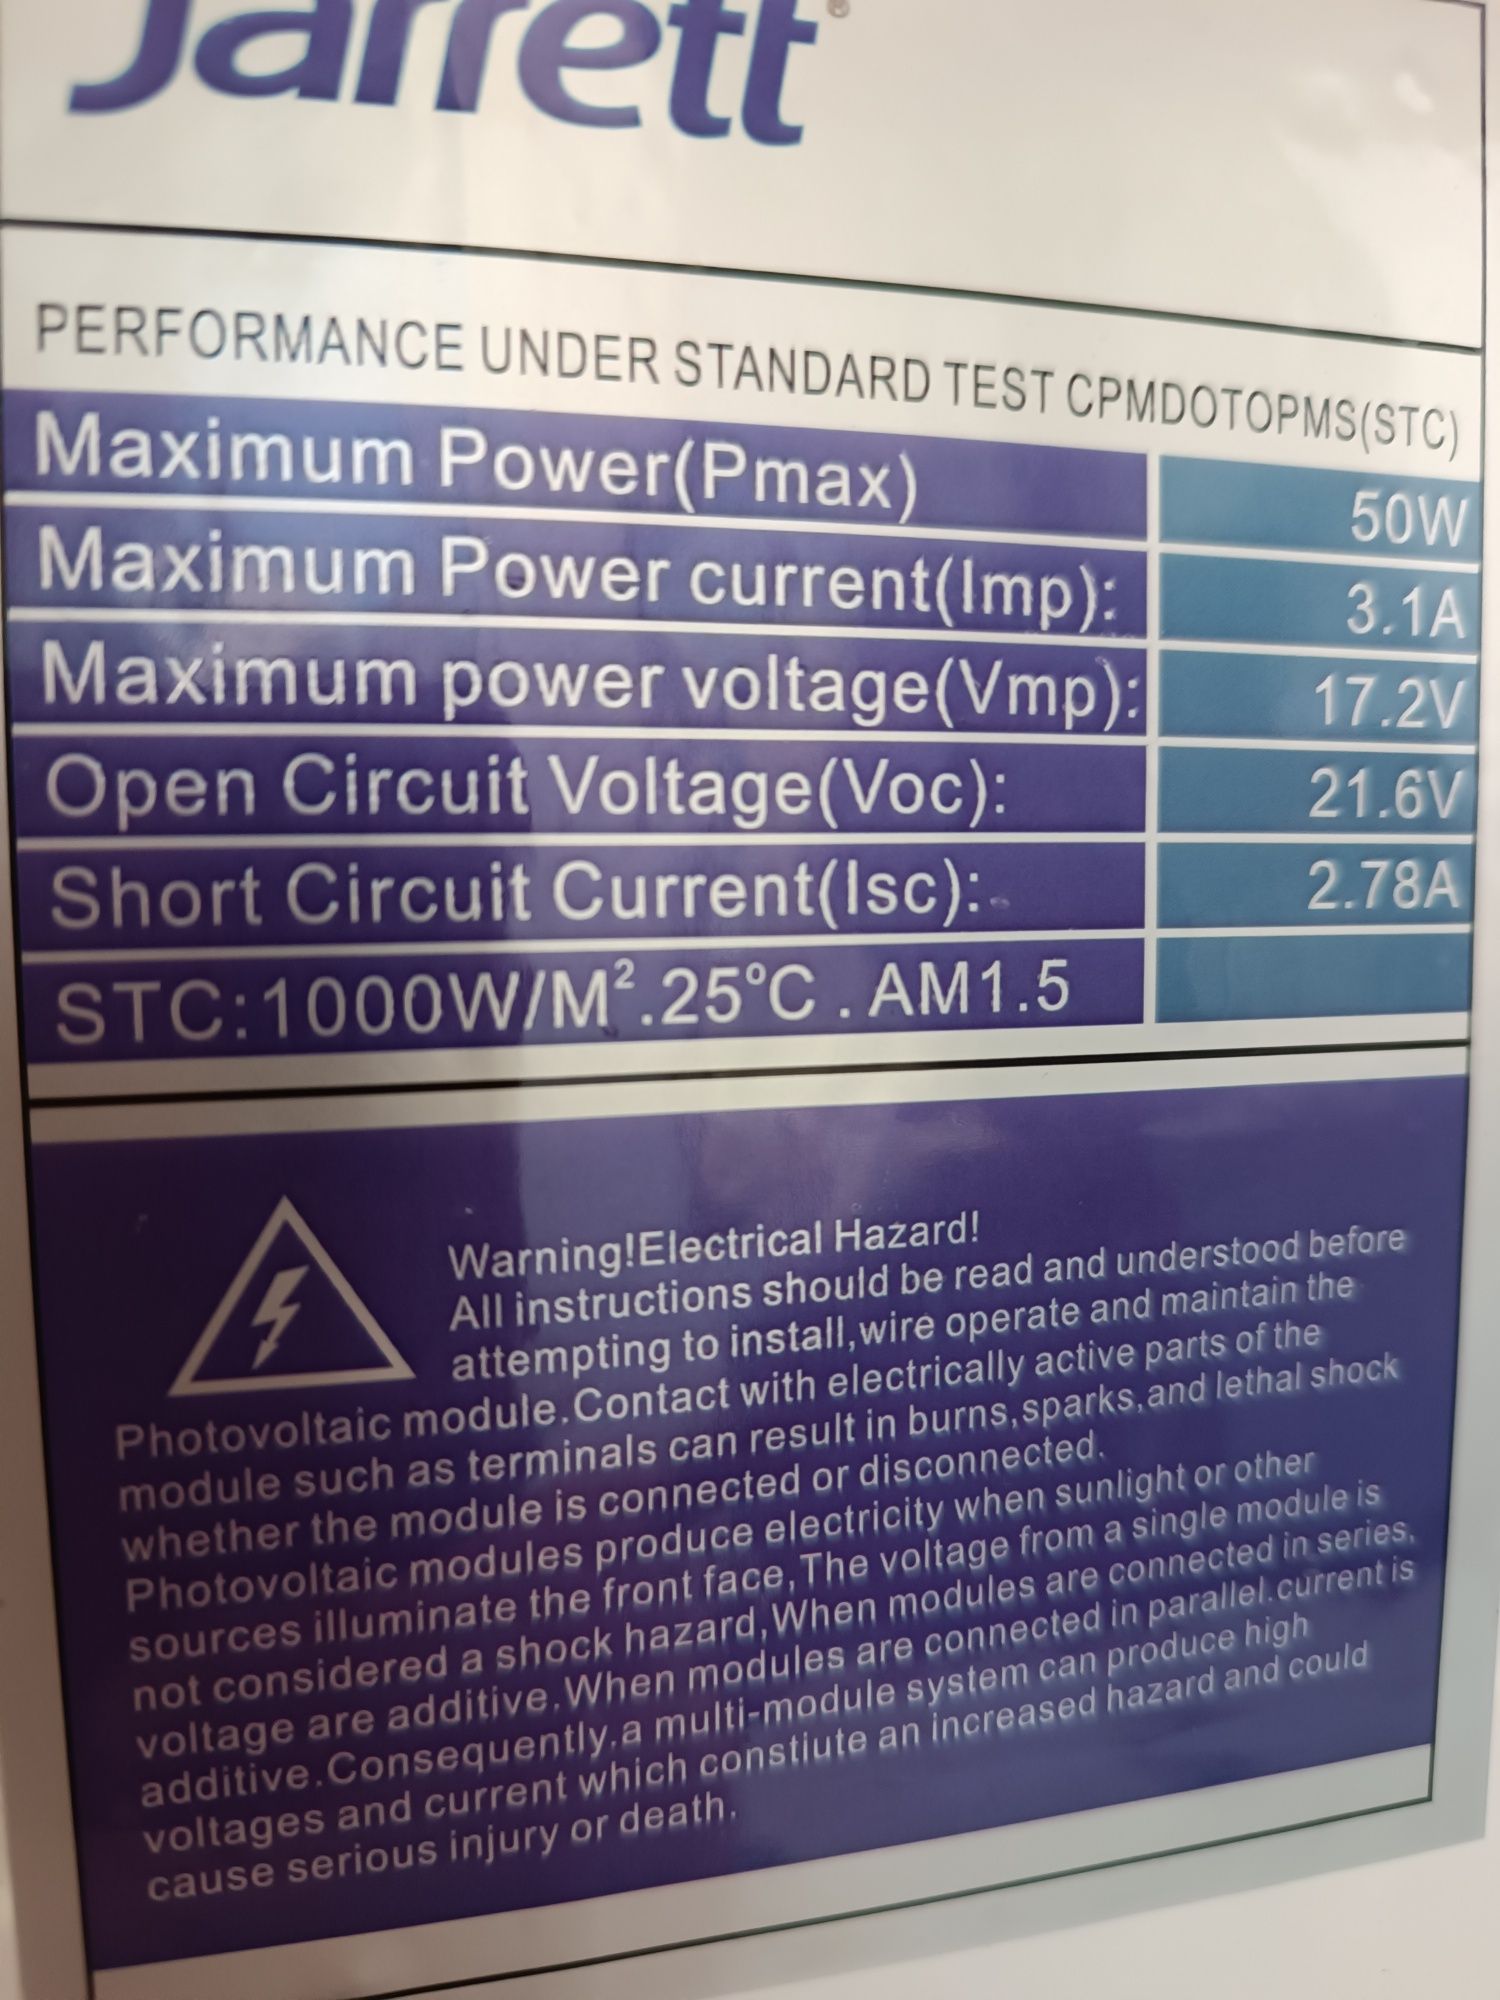 Jarrett®
PERFORMANCE UNDER STANDARD TEST CPMDOTOPMS(STC)
Maximum Power(Pmax) 50W
Maximum Power current(Imp): 3.1A
Maximum power voltage(Vmp): 17.2V
Open Circuit Voltage(Voc): 21.6V
Short Circuit Current(Isc): 2.78A
STC:1000W/M².25°C . AM1.5
Warning!Electrical Hazard!
All instructions should be read and understood before
attempting to install,wire operate and maintain the
Photovoltaic module.Contact with electrically active parts of the
module such as terminals can result in burns,sparks,and lethal shock
whether the module is connected or disconnected.
Photovoltaic modules produce electricity when sunlight or other
sources illuminate the front face,The voltage from a single module is
not considered a shock hazard,When modules are connected in series,
voltage are additive.When modules are connected in parallel.current is
additive.Consequently.a multi-module system can produce high
voltages and current which constiute an increased hazard and could
cause serious injury or death.